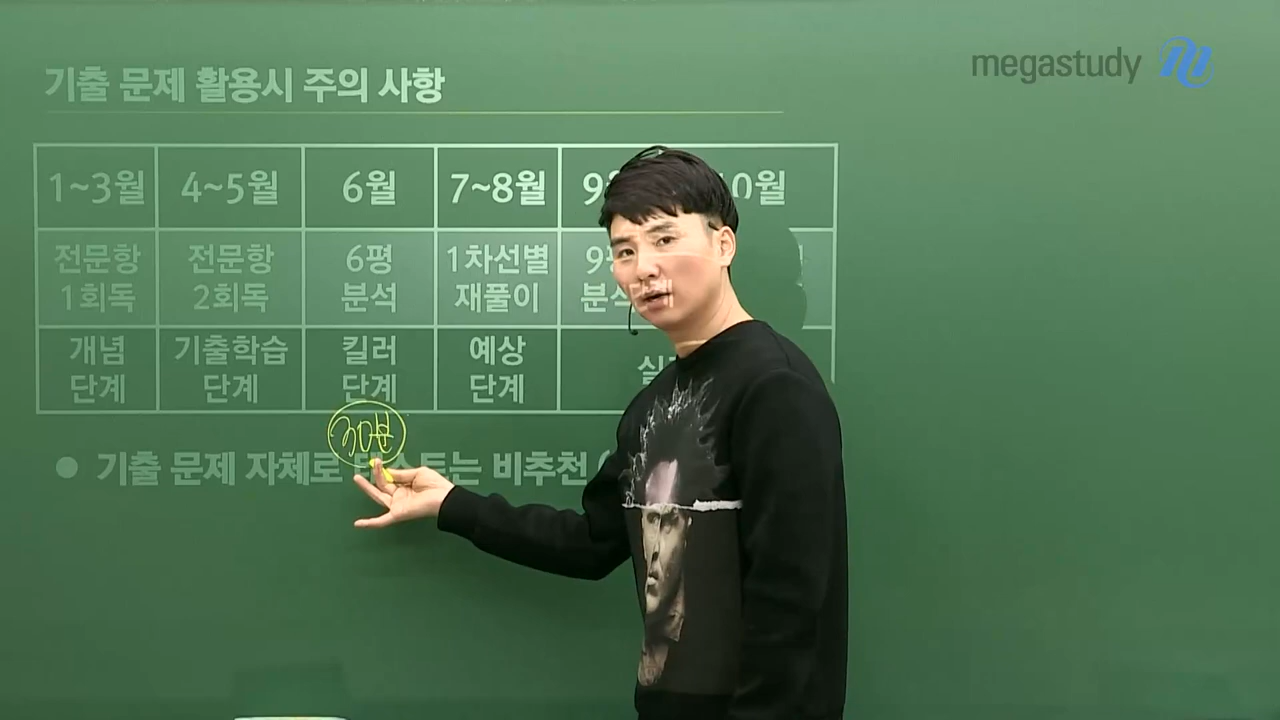 megastudy
기출 문제 활용시 주의 사항
1~3월 4~5월 6월 7~8월 10월
전문항 전문항 6평 1차선별
1회독 2회독 분석 재풀이
개념 기출학습 킬러 예상
단계 단계 단계 단계
30분
● 기출 문제 자체로 비추천